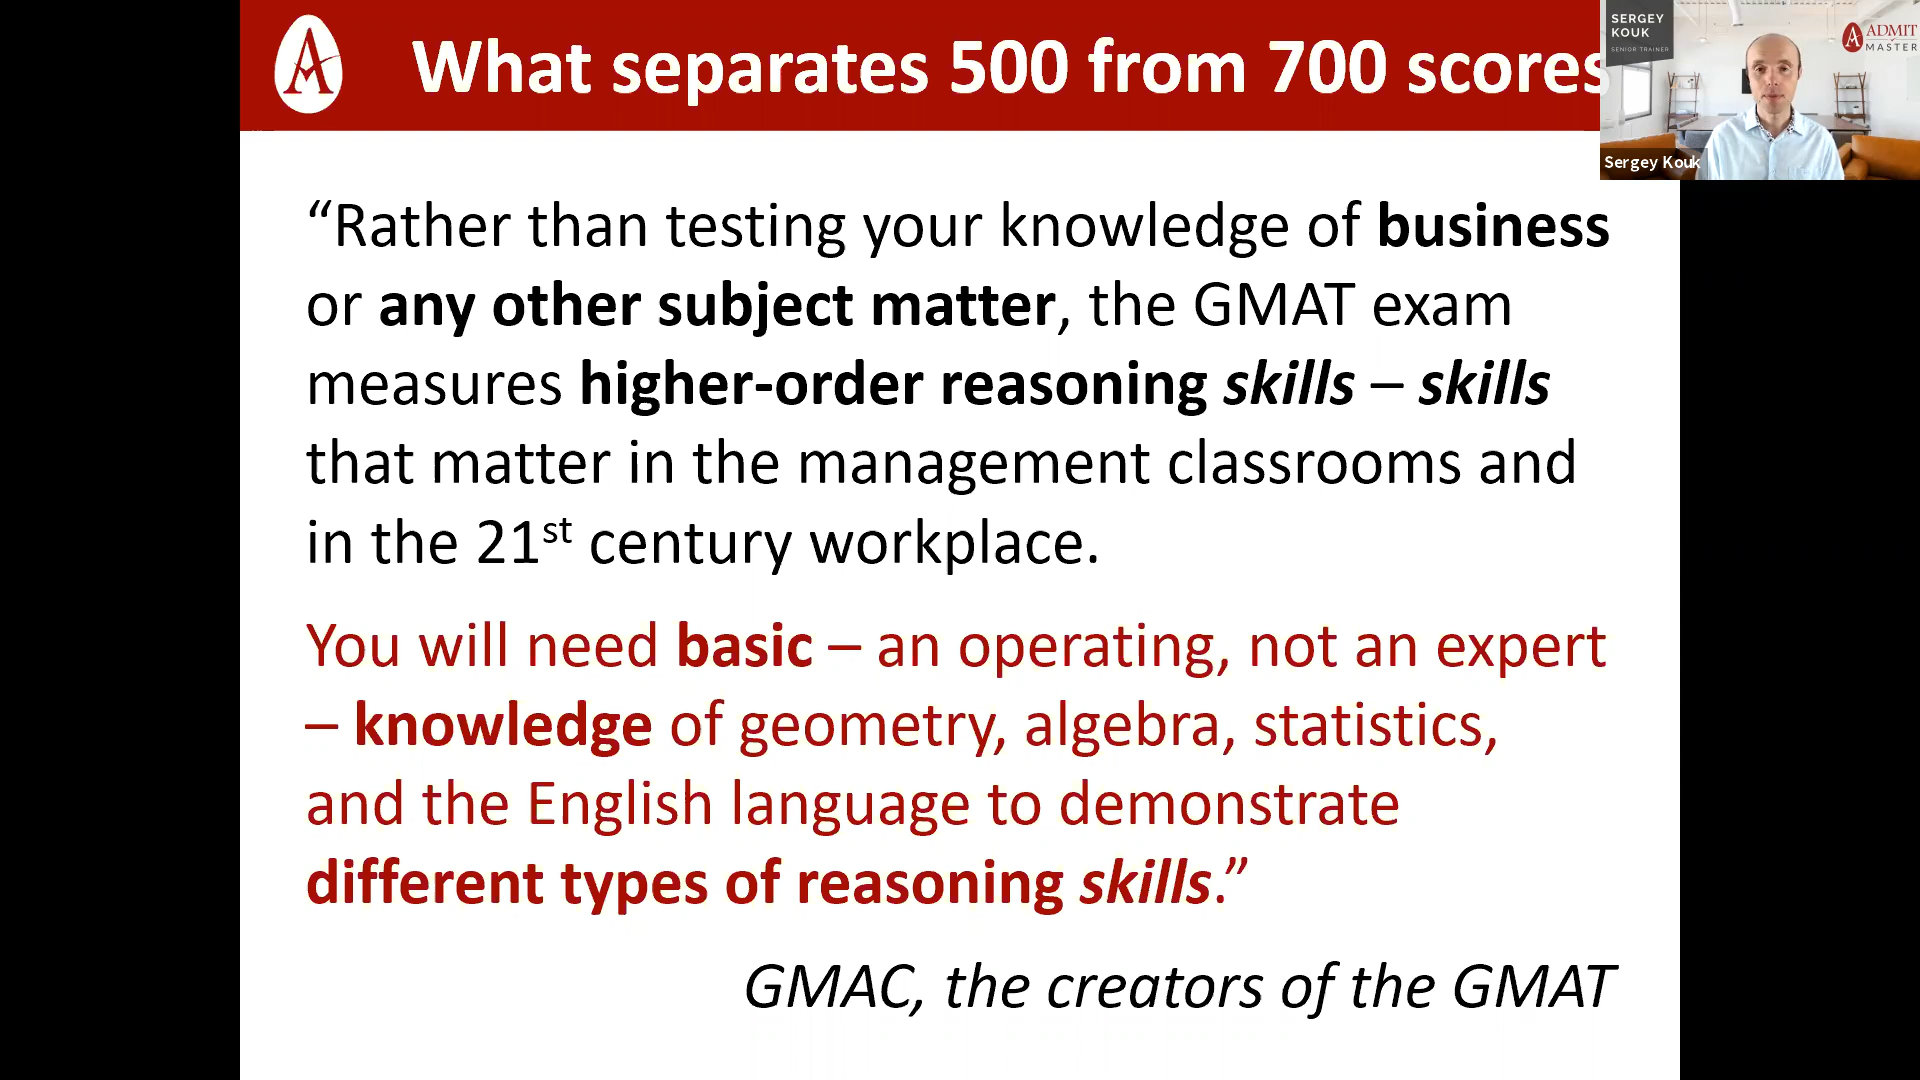 What separates 500 from 700 scores
SERGEY
KOUK
SENIOR TRAINER
ADMIT
MASTER
Sergey Kouk
“Rather than testing your knowledge of business
or any other subject matter, the GMAT exam
measures higher-order reasoning skills – skills
that matter in the management classrooms and
in the 21st century workplace.
You will need basic – an operating, not an expert
– knowledge of geometry, algebra, statistics,
and the English language to demonstrate
different types of reasoning skills.”
GMAC, the creators of the GMAT